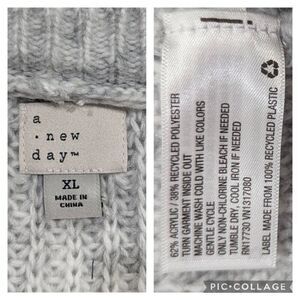 a
· new
day™
XL
MADE IN
CHINA
62% ACRYLIC / 38% RECYCLED POLYESTER
TURN GARMENT INSIDE OUT
MACHINE WASH COLD WITH LIKE COLORS
GENTLE CYCLE
ONLY NON-CHLORINE BLEACH IF NEEDED
TUMBLE DRY, COOL IRON IF NEEDED
RN17730 VN1317080
LABEL MADE FROM 100% RECYCLED PLASTIC
PIC•COLLAGE